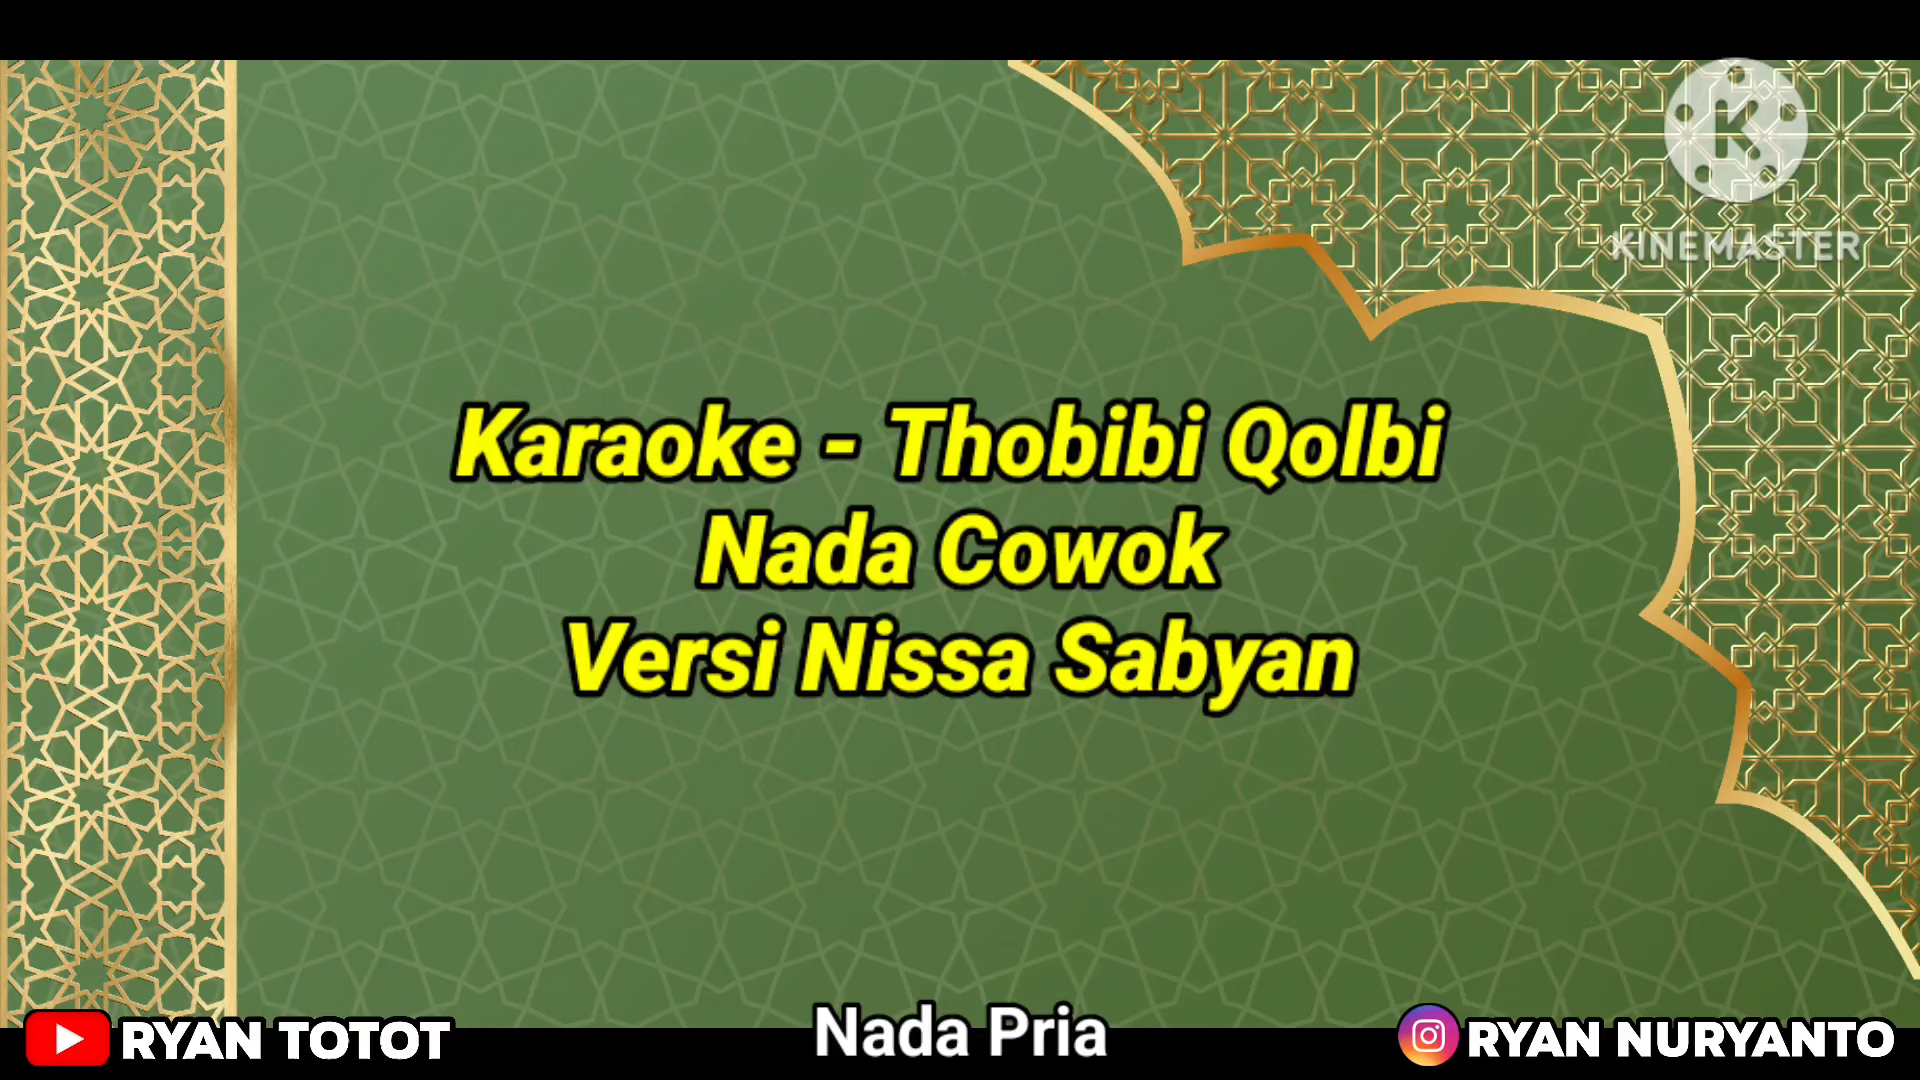 K
KINEMASTER
Karaoke - Thobibi Qolbi
Nada Cowok
Versi Nissa Sabyan
RYAN TOTOT
Nada Pria
RYAN NURYANTO